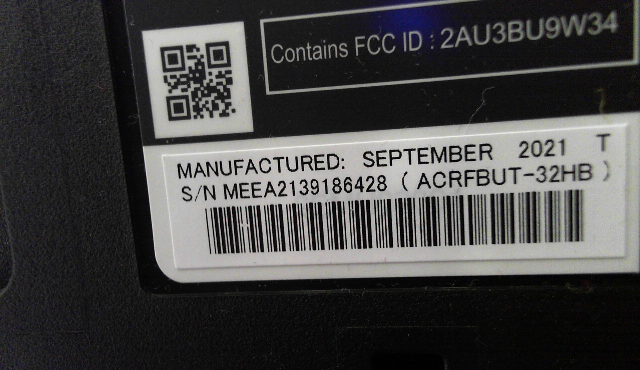 Contains FCC ID : 2AU3BU9W34
MANUFACTURED: SEPTEMBER 2021 T
S/N MEEA2139186428 ( ACRFBUT-32HB )